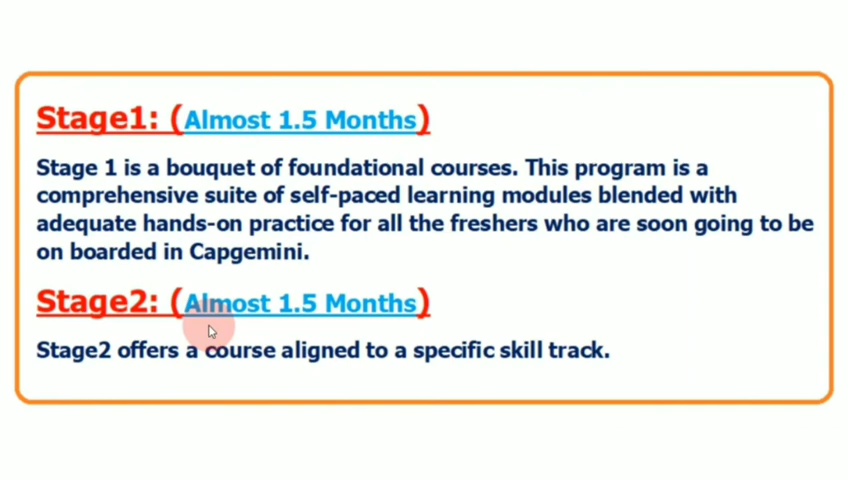 Stage1: (Almost 1.5 Months)
Stage 1 is a bouquet of foundational courses. This program is a
comprehensive suite of self-paced learning modules blended with
adequate hands-on practice for all the freshers who are soon going to be
on boarded in Capgemini.
Stage2: (Almost 1.5 Months)
Stage2 offers a course aligned to a specific skill track.